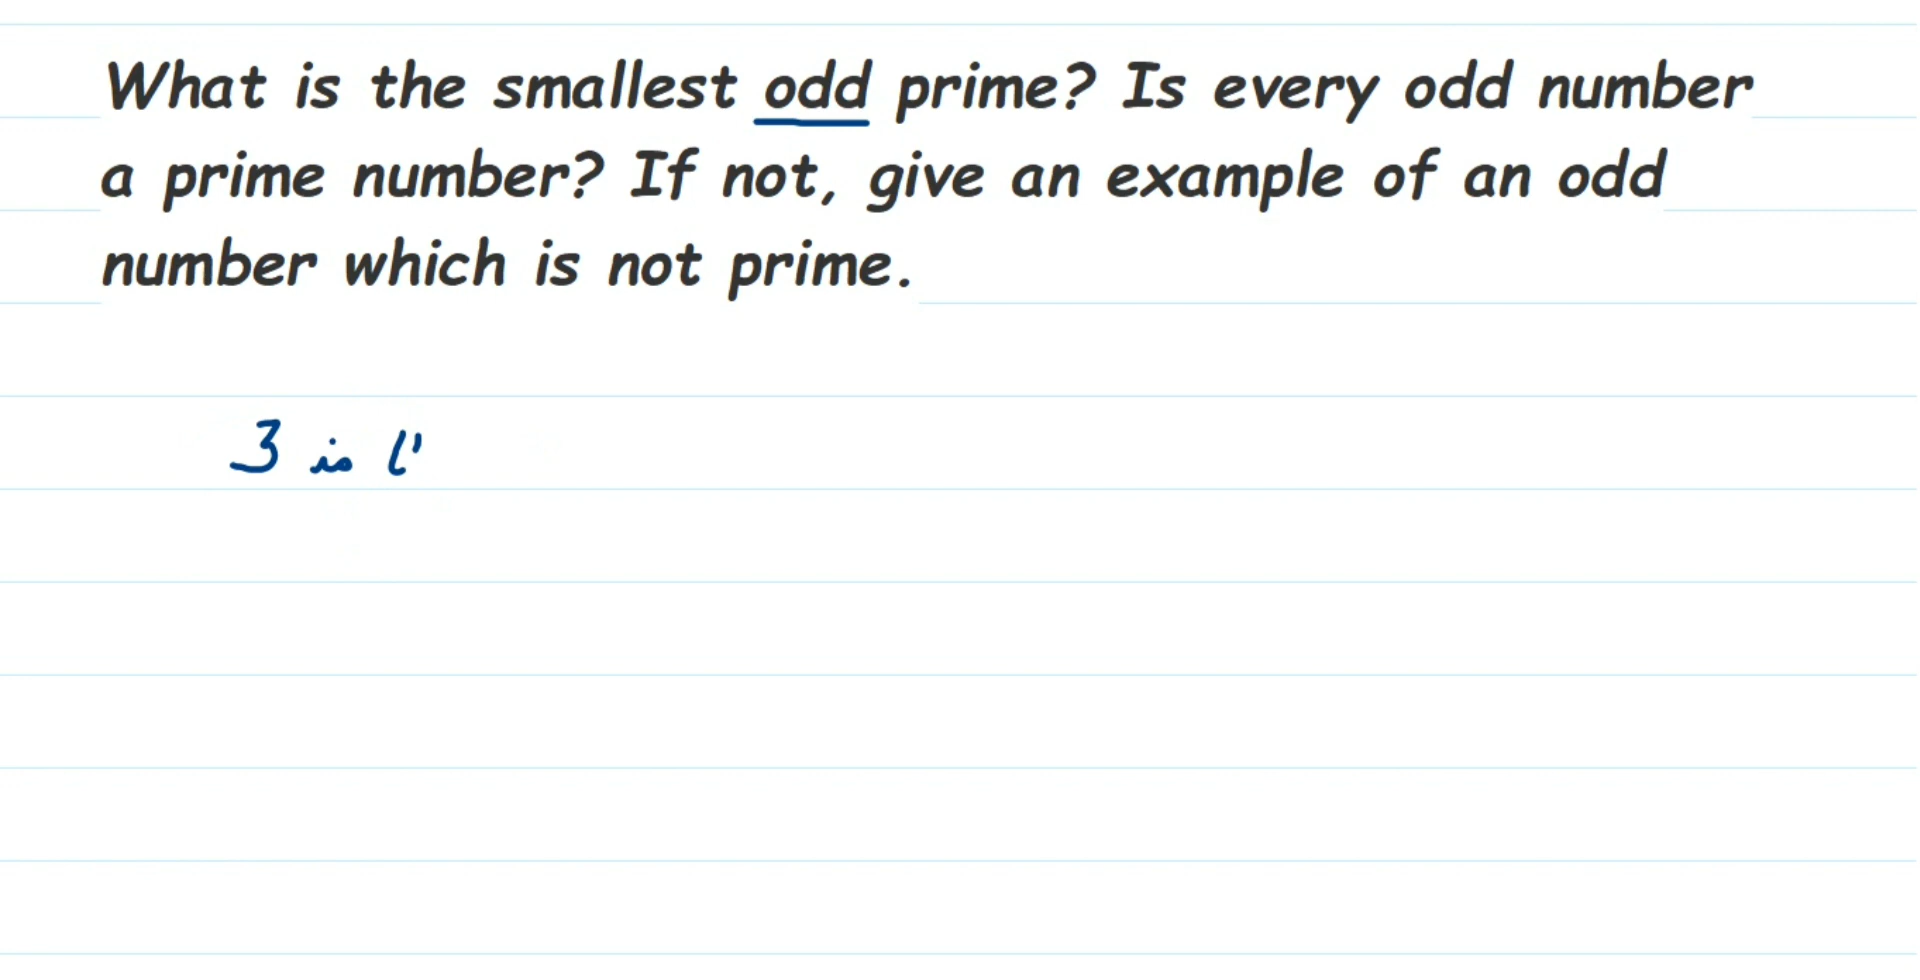 What is the smallest odd prime? Is every odd number
a prime number? If not, give an example of an odd
number which is not prime.
3 is